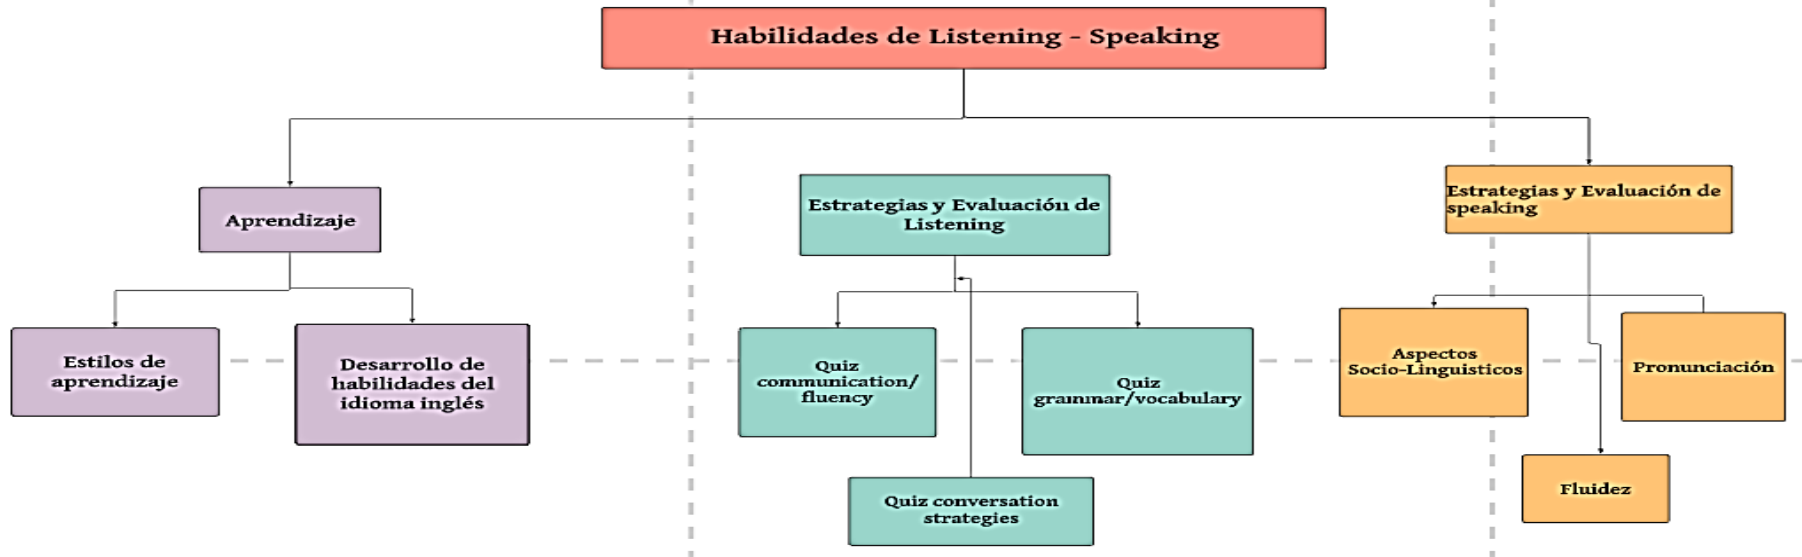 Habilidades de Listening - Speaking
Aprendizaje
Estrategias y Evaluación de
Listening
Estrategias y Evaluación de
speaking
Estilos de
aprendizaje
Desarrollo de
habilidades del
idioma inglés
Quiz
communication/
fluency
Quiz
grammar/vocabulary
Quiz conversation
strategies
Aspectos
Socio-Linguisticos
Pronunciación
Fluidez